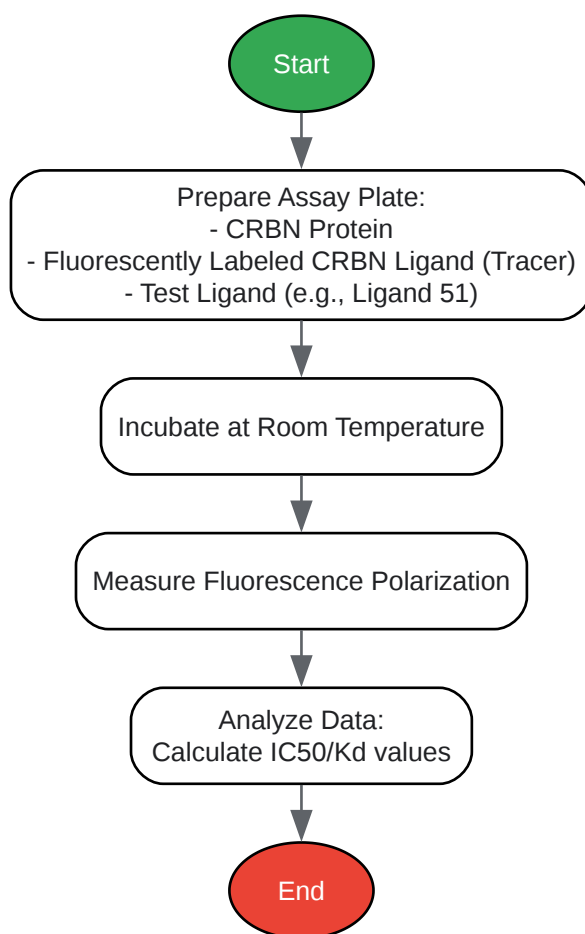 Start
Prepare Assay Plate:
- CRBN Protein
- Fluorescently Labeled CRBN Ligand (Tracer)
- Test Ligand (e.g., Ligand 51)
Incubate at Room Temperature
Measure Fluorescence Polarization
Analyze Data:
Calculate IC50/Kd values
End